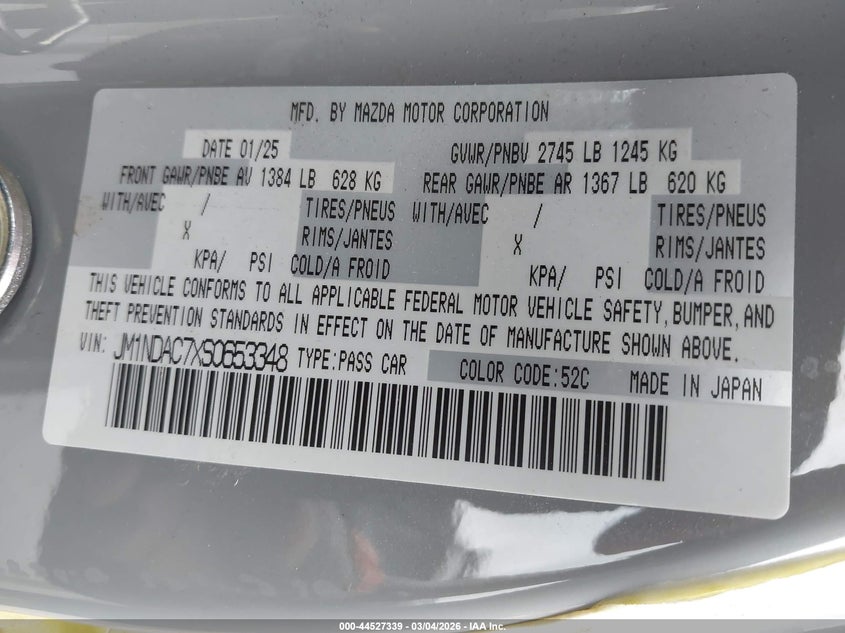 MFD. BY MAZDA MOTOR CORPORATION
DATE 01/25 GVWR/PNBV 2745 LB 1245 KG
FRONT GAWR/PNBE AV 1384 LB 628 KG REAR GAWR/PNBE AR 1367 LB 620 KG
WITH/AVEC / TIRES/PNEUS WITH/AVEC / TIRES/PNEUS
X RIMS/JANTES X RIMS/JANTES
KPA/ PSI COLD/A FROID KPA/ PSI COLD/A FROID
THIS VEHICLE CONFORMS TO ALL APPLICABLE FEDERAL MOTOR VEHICLE SAFETY, BUMPER, AND
THEFT PREVENTION STANDARDS IN EFFECT ON THE DATE OF MANUFACTURE SHOWN ABOVE.
VIN: JM1NDAC7XS0653348 TYPE:PASS CAR COLOR CODE:52C MADE IN JAPAN
000-44527339 | 03/04/2026 | IAA Inc.